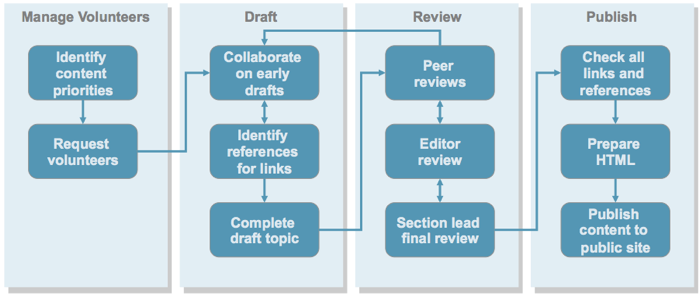 Manage Volunteers
Identify
content
priorities
Request
volunteers
Draft
Collaborate
on early
drafts
Identify
references
for links
Complete
draft topic
Review
Peer
reviews
Editor
review
Section lead
final review
Publish
Check all
links and
references
Prepare
HTML
Publish
content to
public site